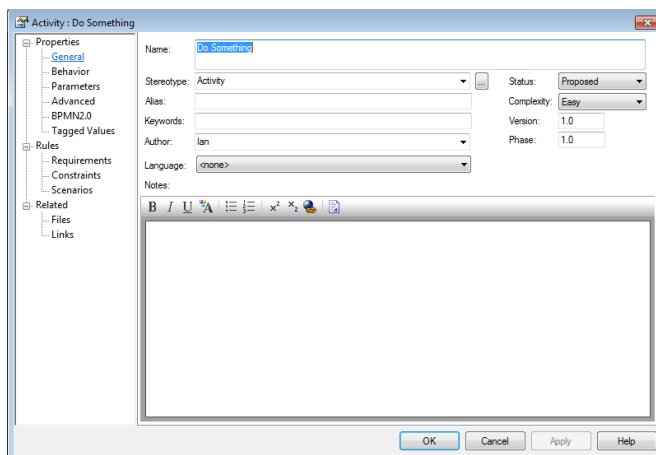 Activity : Do Something
Properties
General
Behavior
Parameters
Advanced
BPMN2.0
Tagged Values
Rules
Requirements
Constraints
Scenarios
Related
Files
Links
Name: Do Something
Stereotype: Activity ... Status: Proposed
Alias: Complexity: Easy
Keywords: Version: 1.0
Author: Ian Phase: 1.0
Language: <none>
Notes:
B I U A x² x₂
OK Cancel Apply Help